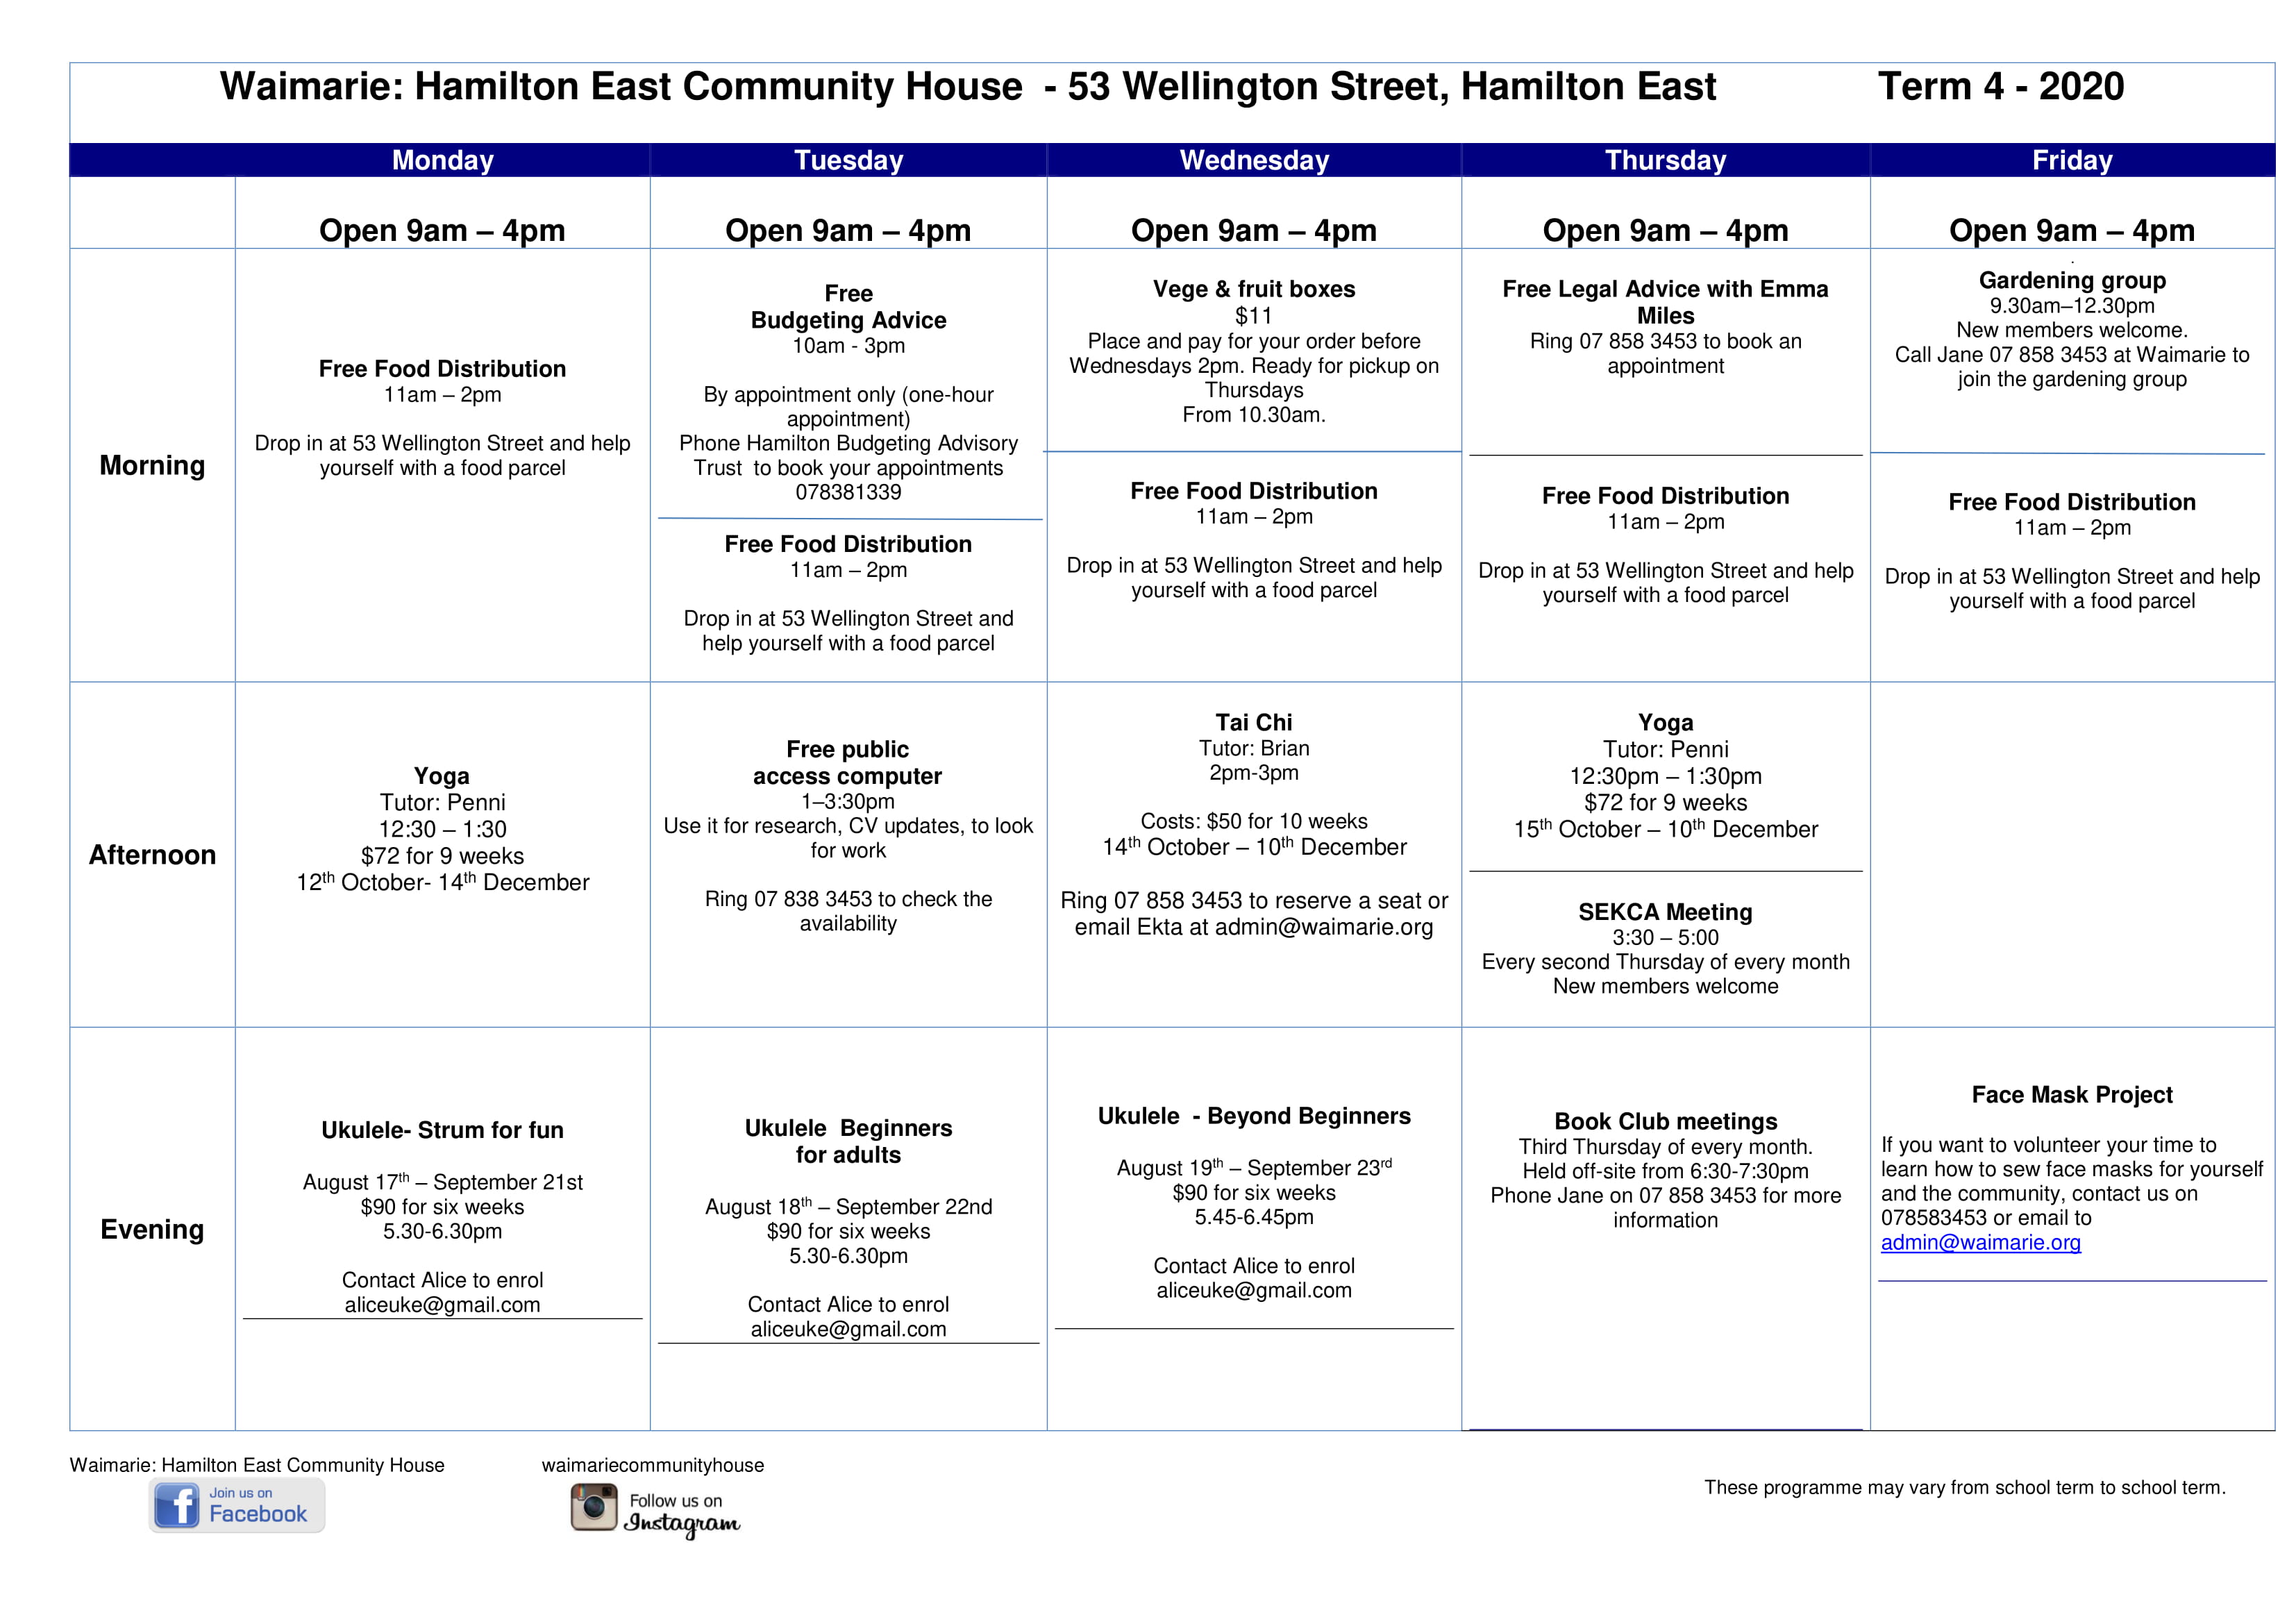 Waimarie: Hamilton East Community House - 53 Wellington Street, Hamilton East Term 4 - 2020
Monday Tuesday Wednesday Thursday Friday
Open 9am – 4pm Open 9am – 4pm Open 9am – 4pm Open 9am – 4pm Open 9am – 4pm
Morning
Free Food Distribution
11am – 2pm
Drop in at 53 Wellington Street and help
yourself with a food parcel
Free
Budgeting Advice
10am - 3pm
By appointment only (one-hour
appointment)
Phone Hamilton Budgeting Advisory
Trust to book your appointments
078381339
Free Food Distribution
11am – 2pm
Drop in at 53 Wellington Street and
help yourself with a food parcel
Vege & fruit boxes
$11
Place and pay for your order before
Wednesdays 2pm. Ready for pickup on
Thursdays
From 10.30am.
Free Food Distribution
11am – 2pm
Drop in at 53 Wellington Street and help
yourself with a food parcel
Free Legal Advice with Emma
Miles
Ring 07 858 3453 to book an
appointment
Free Food Distribution
11am – 2pm
Drop in at 53 Wellington Street and help
yourself with a food parcel
.
Gardening group
9.30am–12.30pm
New members welcome.
Call Jane 07 858 3453 at Waimarie to
join the gardening group
Free Food Distribution
11am – 2pm
Drop in at 53 Wellington Street and help
yourself with a food parcel
Afternoon
Yoga
Tutor: Penni
12:30 – 1:30
$72 for 9 weeks
12th October- 14th December
Free public
access computer
1–3:30pm
Use it for research, CV updates, to look
for work
Ring 07 838 3453 to check the
availability
Tai Chi
Tutor: Brian
2pm-3pm
Costs: $50 for 10 weeks
14th October – 10th December
Ring 07 858 3453 to reserve a seat or
email Ekta at admin@waimarie.org
Yoga
Tutor: Penni
12:30pm – 1:30pm
$72 for 9 weeks
15th October – 10th December
SEKCA Meeting
3:30 – 5:00
Every second Thursday of every month
New members welcome
Evening
Ukulele- Strum for fun
August 17th – September 21st
$90 for six weeks
5.30-6.30pm
Contact Alice to enrol
aliceuke@gmail.com
Ukulele Beginners
for adults
August 18th – September 22nd
$90 for six weeks
5.30-6.30pm
Contact Alice to enrol
aliceuke@gmail.com
Ukulele - Beyond Beginners
August 19th – September 23rd
$90 for six weeks
5.45-6.45pm
Contact Alice to enrol
aliceuke@gmail.com
Book Club meetings
Third Thursday of every month.
Held off-site from 6:30-7:30pm
Phone Jane on 07 858 3453 for more
information
Face Mask Project
If you want to volunteer your time to
learn how to sew face masks for yourself
and the community, contact us on
078583453 or email to
admin@waimarie.org
Waimarie: Hamilton East Community House
Join us on
Facebook
waimariecommunityhouse
Follow us on
Instagram
These programme may vary from school term to school term.